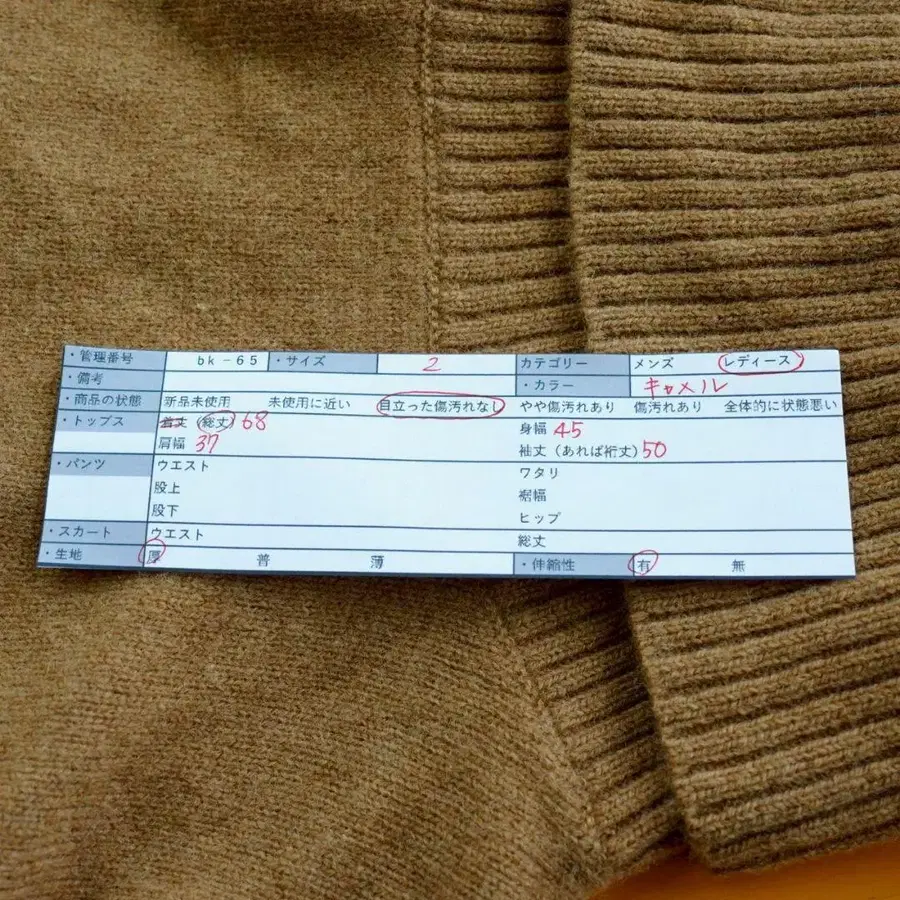 ・管理番号 bk－65 ・サイズ 2 カテゴリー メンズ レディース
・備考 ・カラー キャメル
・商品の状態 新品未使用 未使用に近い 目立った傷汚れなし やや傷汚れあり 傷汚れあり 全体的に状態悪い
・トップス 着丈（総丈）68 身幅 45
肩幅 37 袖丈（あれば裄丈）50
・パンツ ウエスト ワタリ
股上 裾幅
股下 ヒップ
・スカート ウエスト 総丈
・生地 厚 普 薄 ・伸縮性 有 無